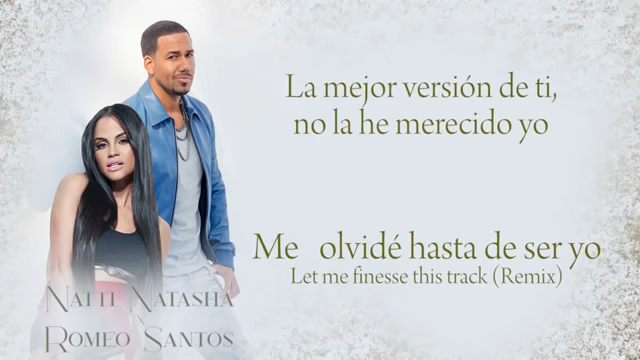 La mejor versión de ti,
no la he merecido yo
Me olvidé hasta de ser yo
Let me finesse this track (Remix)
Natti Natasha
Romeo Santos